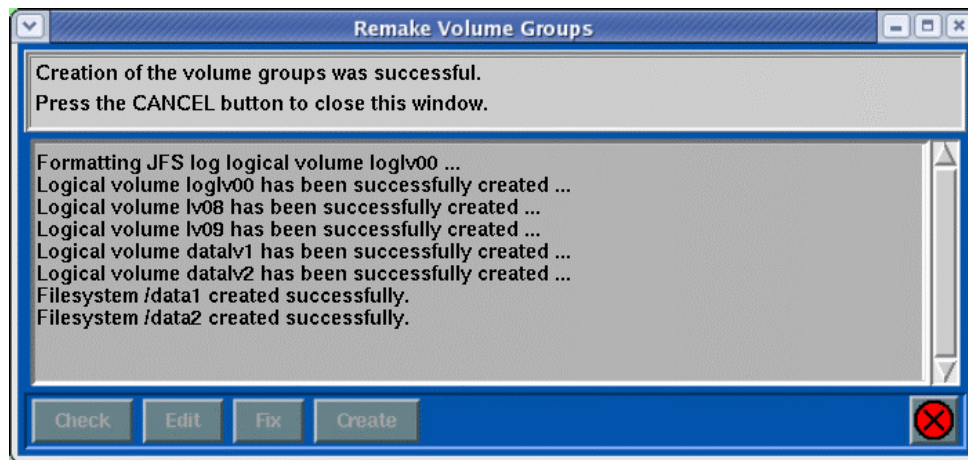 Remake Volume Groups
Creation of the volume groups was successful.
Press the CANCEL button to close this window.
Formatting JFS log logical volume loglv00 ...
Logical volume loglv00 has been successfully created ...
Logical volume lv08 has been successfully created ...
Logical volume lv09 has been successfully created ...
Logical volume datalv1 has been successfully created ...
Logical volume datalv2 has been successfully created ...
Filesystem /data1 created successfully.
Filesystem /data2 created successfully.
Check Edit Fix Create